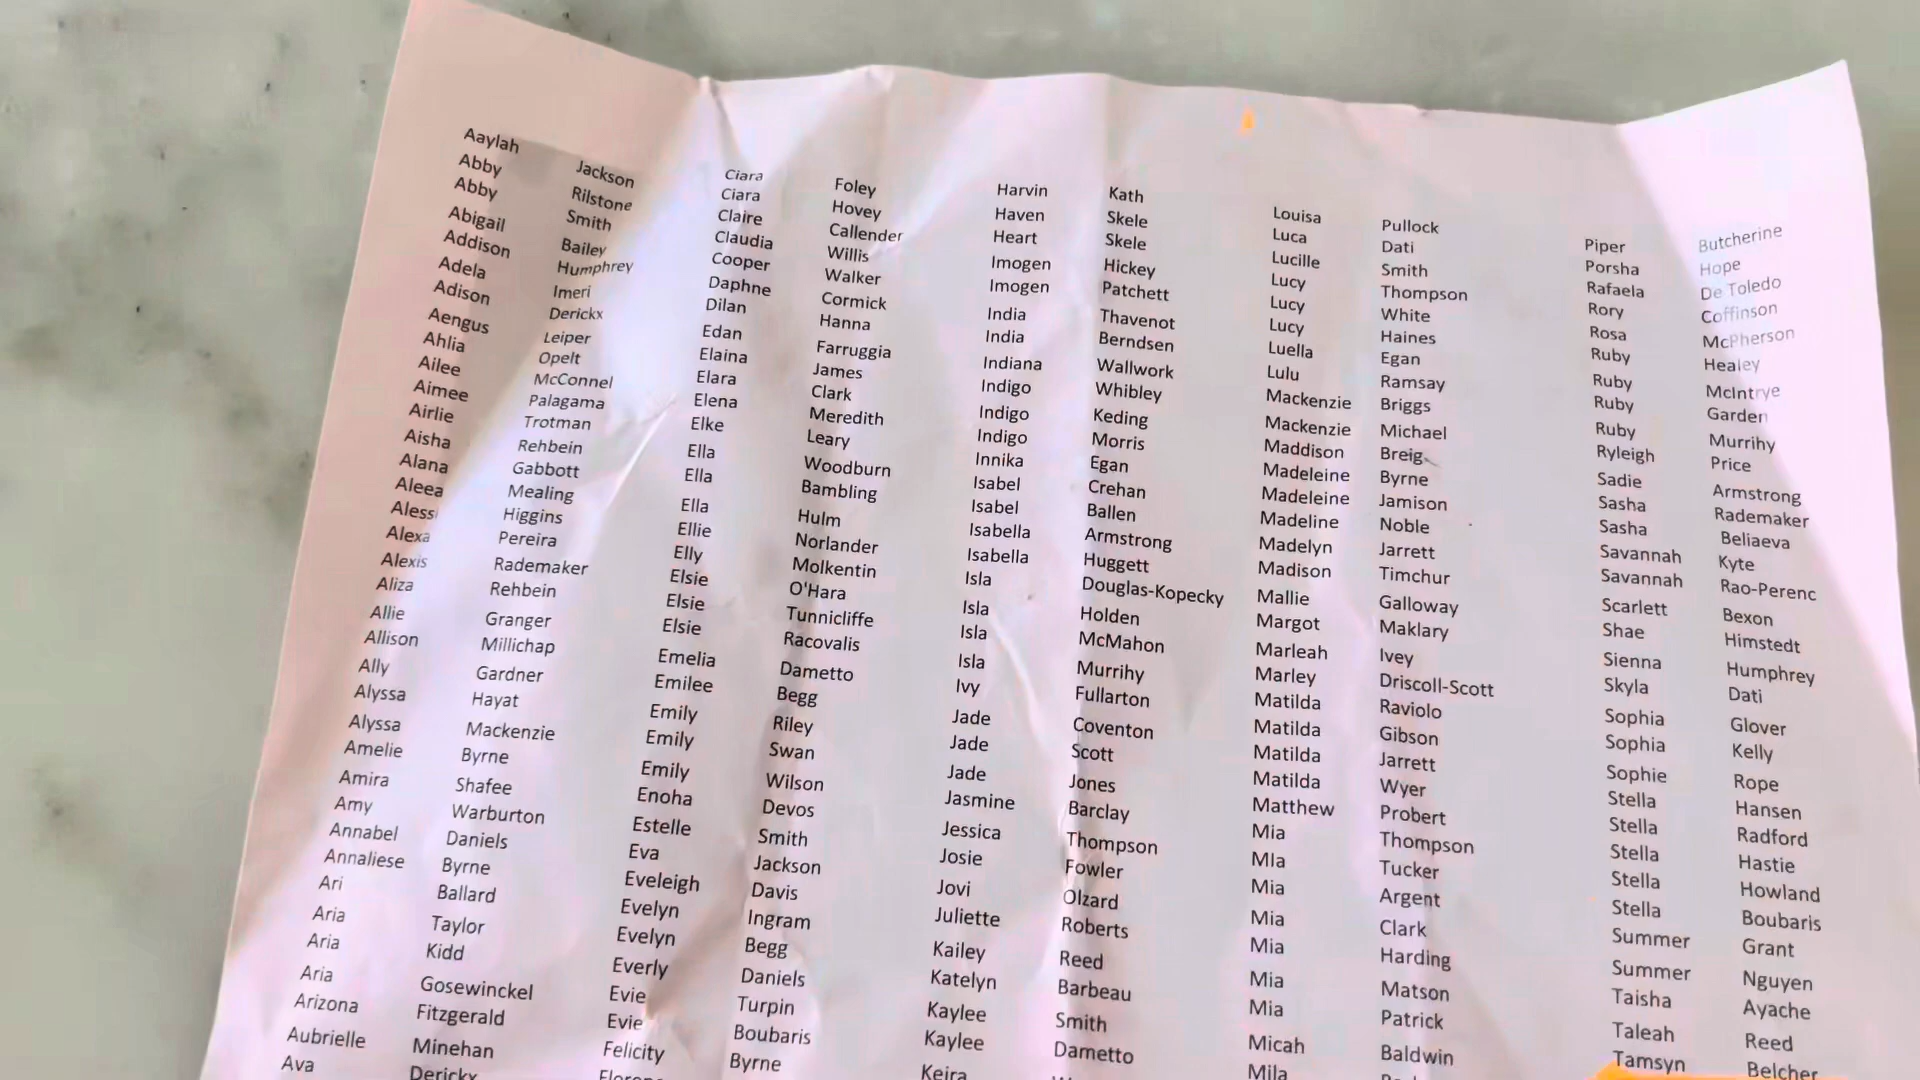 Aaylah Jackson
Abby Rilstone
Abby Smith
Abigail Bailey
Addison Humphrey
Adela Imeri
Adison Derickx
Aengus Leiper
Ahlia Opelt
Ailee McConnel
Aimee Palagama
Airlie Trotman
Aisha Rehbein
Alana Gabbott
Aleea Mealing
Higgins
Alexa Pereira
Alexis Rademaker
Aliza Rehbein
Allie Granger
Allison Millichap
Ally Gardner
Alyssa Hayat
Alyssa Mackenzie
Amelie Byrne
Amira Shafee
Amy Warburton
Annabel Daniels
Annaliese Byrne
Ari Ballard
Aria Taylor
Aria Kidd
Aria Gosewinckel
Arizona Fitzgerald
Aubrielle Minehan
Ava Derickx
Ciara Foley
Ciara Hovey
Claire Callender
Claudia Willis
Cooper Walker
Daphne Cormick
Dilan Hanna
Edan Farruggia
Elaina James
Elara Clark
Elena Meredith
Elke Leary
Ella Woodburn
Ella Bambling
Ella Hulm
Ellie Norlander
Elly Molkentin
Elsie O'Hara
Elsie Tunnicliffe
Elsie Racovalis
Emelia Dametto
Emilee Begg
Emily Riley
Emily Swan
Emily Wilson
Enoha Devos
Estelle Smith
Eva Jackson
Eveleigh Davis
Evelyn Ingram
Evelyn Begg
Everly Daniels
Evie Turpin
Evie Boubaris
Felicity Byrne
Harvin Kath
Haven Skele
Heart Skele
Imogen Hickey
Imogen Patchett
India Thavenot
India Berndsen
Indiana Wallwork
Indigo Whibley
Indigo Keding
Indigo Morris
Innika Egan
Isabel Crehan
Isabel Ballen
Isabella Armstrong
Isabella Huggett
Isla Douglas-Kopecky
Isla Holden
Isla McMahon
Isla Murrihy
Ivy Fullarton
Jade Coventon
Jade Scott
Jade Jones
Jasmine Barclay
Jessica Thompson
Josie Fowler
Jovi Olzard
Juliette Roberts
Kailey Reed
Katelyn Barbeau
Kaylee Smith
Kaylee Dametto
Keira
Louisa Pullock
Luca Dati
Lucille Smith
Lucy Thompson
Lucy White
Lucy Haines
Luella Egan
Lulu Ramsay
Mackenzie Briggs
Mackenzie Michael
Maddison Breig
Madeleine Byrne
Madeleine Jamison
Madeline Noble
Madelyn Jarrett
Madison Timchur
Mallie Galloway
Margot Maklary
Marleah Ivey
Marley Driscoll-Scott
Matilda Raviolo
Matilda Gibson
Matilda Jarrett
Matilda Wyer
Matthew Probert
Mia Thompson
MIa Tucker
Mia Argent
Mia Clark
Mia Harding
Mia Matson
Mia Patrick
Micah Baldwin
Mila
Piper Butcherine
Porsha Hope
Rafaela De Toledo
Rory Coffinson
Rosa McPherson
Ruby Healey
Ruby McIntrye
Ruby Garden
Ruby Murrihy
Ryleigh Price
Sadie Armstrong
Sasha Rademaker
Sasha Beliaeva
Savannah Kyte
Savannah Rao-Perenc
Scarlett Bexon
Shae Himstedt
Sienna Humphrey
Skyla Dati
Sophia Glover
Sophia Kelly
Sophie Rope
Stella Hansen
Stella Radford
Stella Hastie
Stella Howland
Stella Boubaris
Summer Grant
Summer Nguyen
Taisha Ayache
Taleah Reed
Tamsyn Belcher